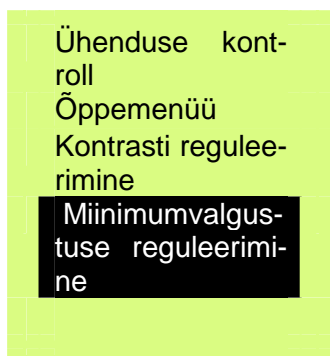 Ühenduse kont-
roll
Õppemenüü
Kontrasti regulee-
rimine
Miinimumvalgus-
tuse reguleerimi-
ne